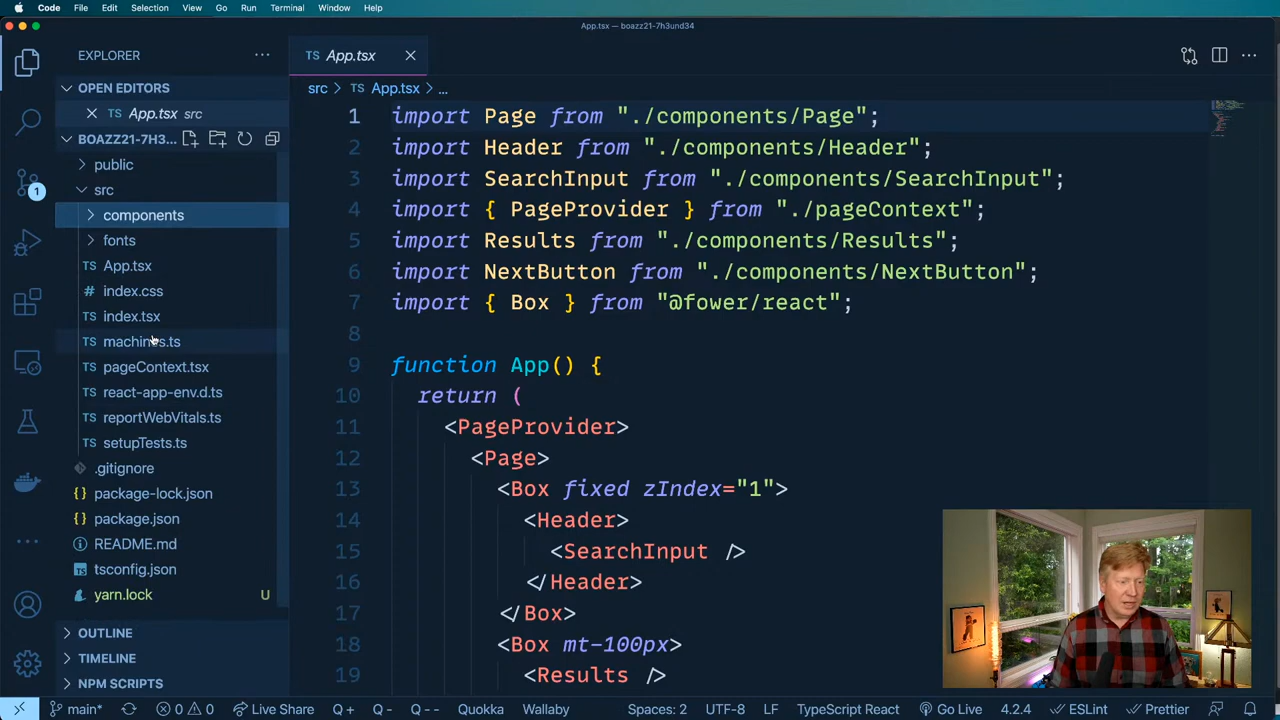 Code File Edit Selection View Go Run Terminal Window Help
App.tsx — boazz21-7h3und34
EXPLORER
OPEN EDITORS
App.tsx src
BOAZZ21-7H3...
public
src
components
fonts
App.tsx
index.css
index.tsx
machines.ts
pageContext.tsx
react-app-env.d.ts
reportWebVitals.ts
setupTests.ts
.gitignore
package-lock.json
package.json
README.md
tsconfig.json
yarn.lock U
OUTLINE
TIMELINE
NPM SCRIPTS
1
TS App.tsx
src > TS App.tsx > ...
1 import Page from "./components/Page";
2 import Header from "./components/Header";
3 import SearchInput from "./components/SearchInput";
4 import { PageProvider } from "./pageContext";
5 import Results from "./components/Results";
6 import NextButton from "./components/NextButton";
7 import { Box } from "@fower/react";
8
9 function App() {
10 return (
11 <PageProvider>
12 <Page>
13 <Box fixed zIndex="1">
14 <Header>
15 <SearchInput />
16 </Header>
17 </Box>
18 <Box mt-100px>
19 <Results />
main* 0 0 Live Share Q + Q - Q -- Quokka Wallaby Spaces: 2 UTF-8 LF TypeScript React Go Live 4.2.4 ESLint Prettier